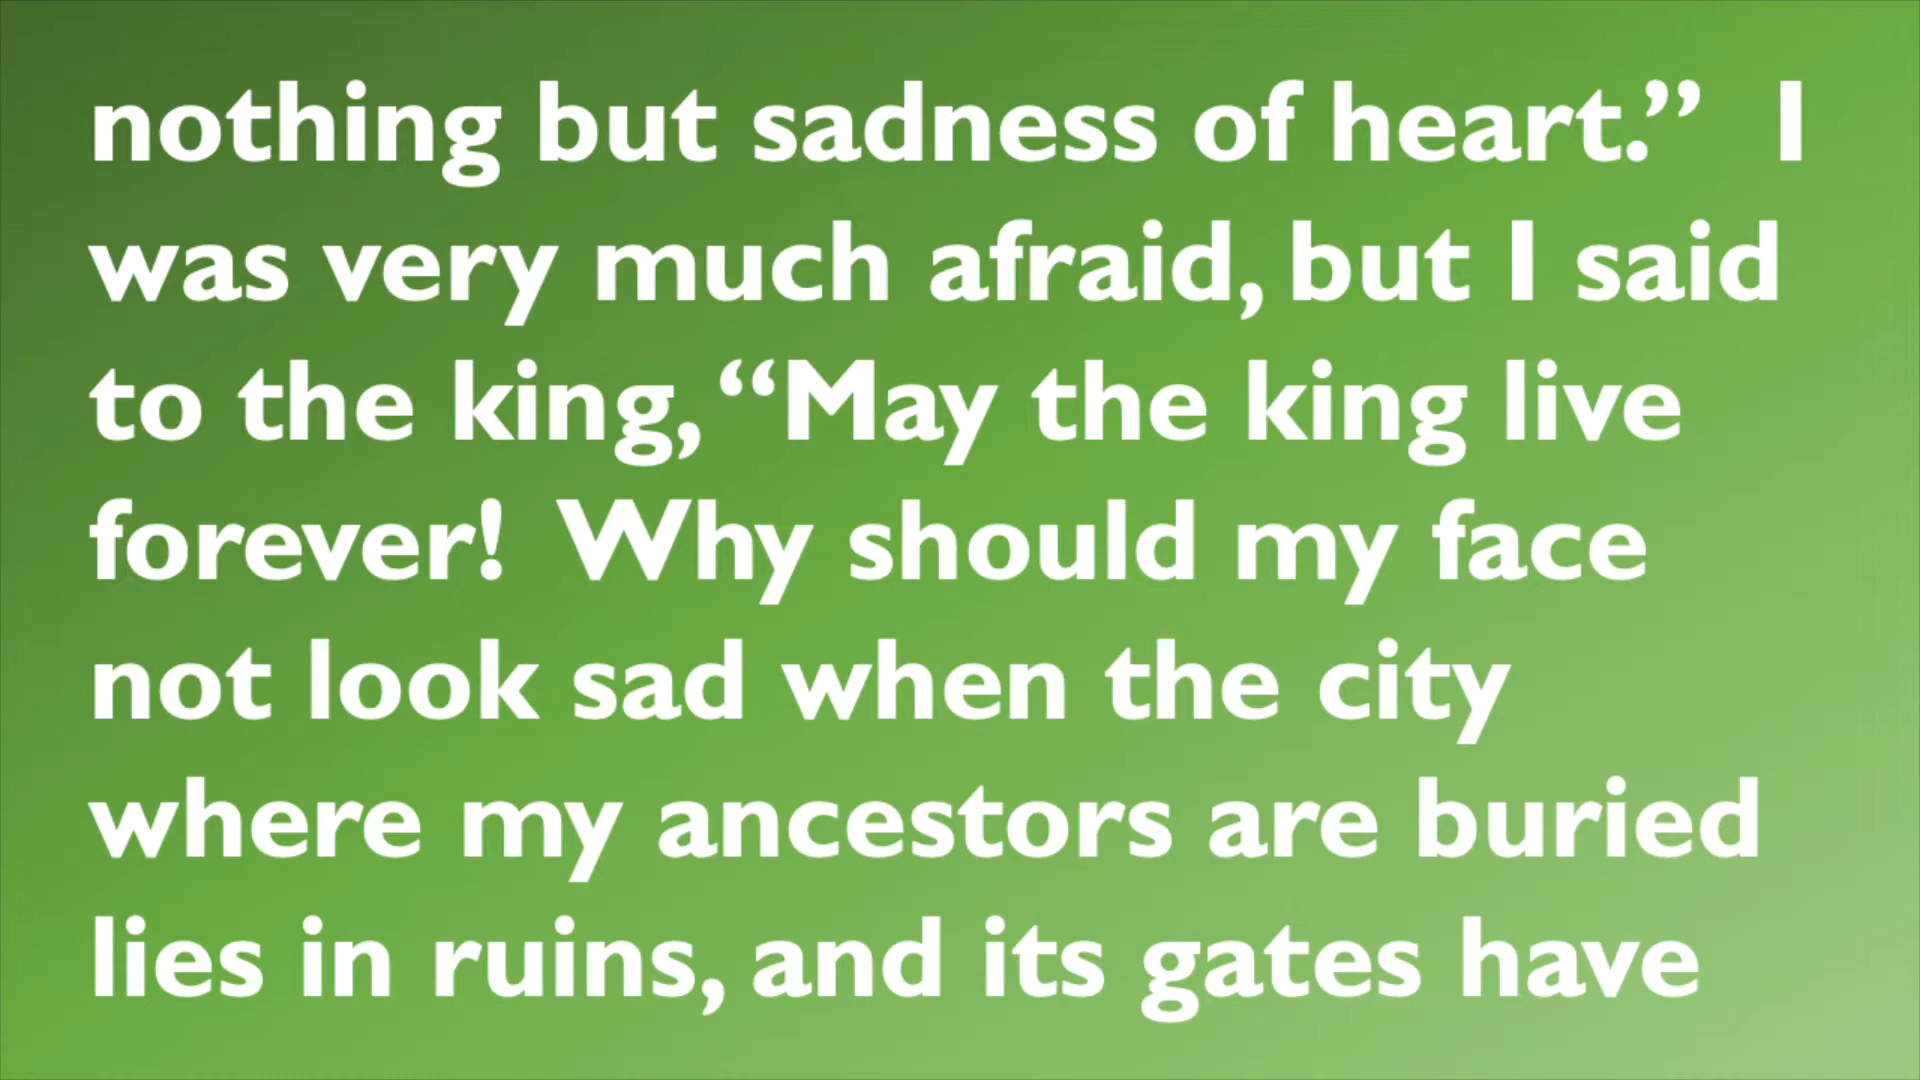 nothing but sadness of heart.” I
was very much afraid, but I said
to the king, “May the king live
forever! Why should my face
not look sad when the city
where my ancestors are buried
lies in ruins, and its gates have